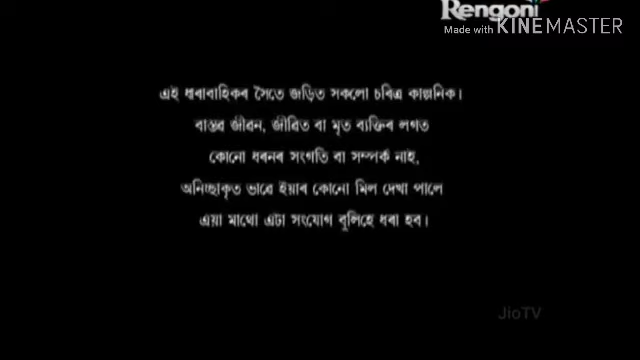 Rengoni
Made with KINEMASTER
এই ধাৰাবাহিকৰ সৈতে জড়িত সকলো চৰিত্ৰ কাল্পনিক।
বাস্তৱ জীৱন, জীৱিত বা মৃত ব্যক্তিৰ লগত
কোনো ধৰনৰ সংগতি বা সম্পৰ্ক নাই,
অনিচ্ছাকৃত ভাৱে ইয়াৰ কোনো মিল দেখা পালে
এয়া মাথো এটা সংযোগ বুলিহে ধৰা হব।
JioTV